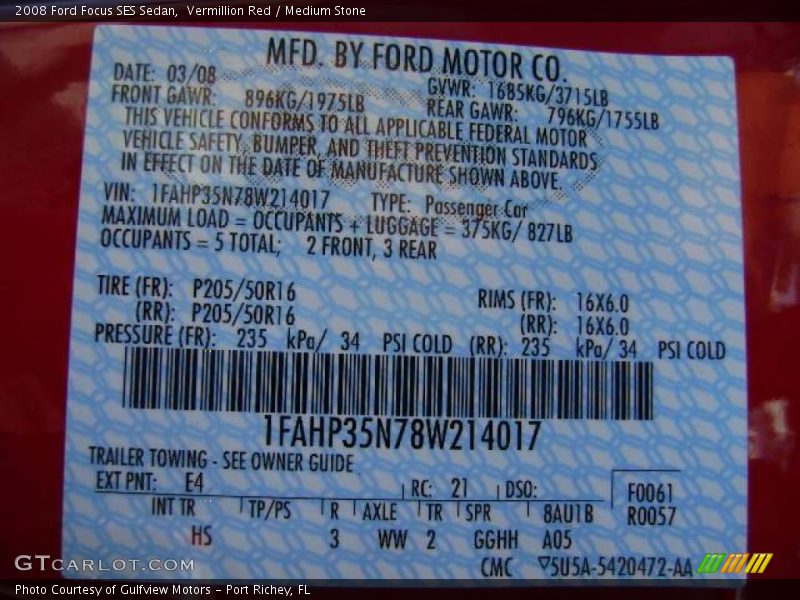 2008 Ford Focus SES Sedan,  Vermillion Red / Medium Stone
MFD. BY FORD MOTOR CO.
DATE: 03/08 GVWR: 1685KG/3715LB
FRONT GAWR: 896KG/1975LB REAR GAWR: 796KG/1755LB
THIS VEHICLE CONFORMS TO ALL APPLICABLE FEDERAL MOTOR
VEHICLE SAFETY, BUMPER, AND THEFT PREVENTION STANDARDS
IN EFFECT ON THE DATE OF MANUFACTURE SHOWN ABOVE.
VIN: 1FAHP35N78W214017 TYPE: Passenger Car
MAXIMUM LOAD = OCCUPANTS + LUGGAGE = 375KG/ 827LB
OCCUPANTS = 5 TOTAL; 2 FRONT, 3 REAR
TIRE (FR): P205/50R16 RIMS (FR): 16X6.0
(RR): P205/50R16 (RR): 16X6.0
PRESSURE (FR): 235 kPa/ 34 PSI COLD (RR): 235 kPa/ 34 PSI COLD
1FAHP35N78W214017
TRAILER TOWING - SEE OWNER GUIDE
EXT PNT: E4 RC: 21 DSO: F0061
INT TR TP/PS R AXLE TR SPR 8AU1B R0057
HS 3 WW 2 GGHH A05
CMC ▽5U5A-5420472-AA
GTCARLOT.COM
Photo Courtesy of Gulfview Motors – Port Richey, FL